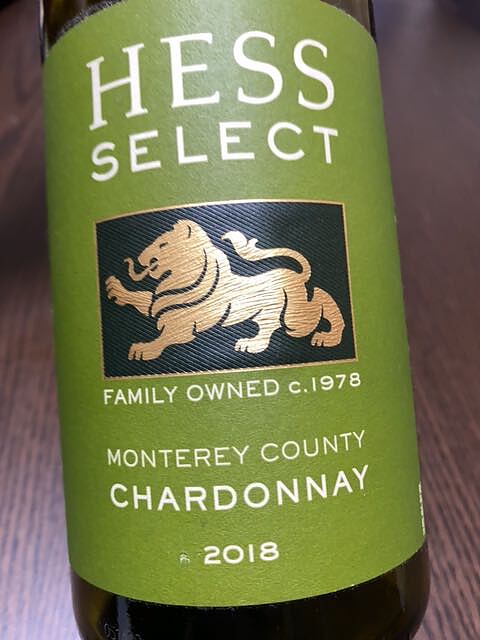 HESS
SELECT
FAMILY OWNED c.1978
MONTEREY COUNTY
CHARDONNAY
2018